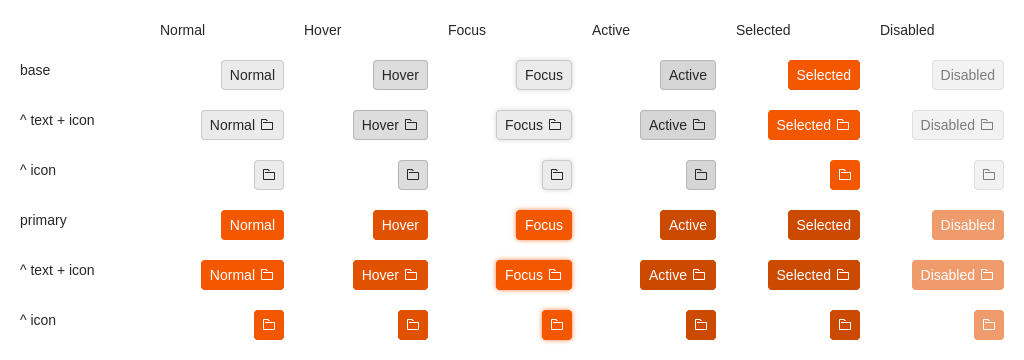 Normal Hover Focus Active Selected Disabled
base Normal Hover Focus Active Selected Disabled
^ text + icon Normal Hover Focus Active Selected Disabled
^ icon
primary Normal Hover Focus Active Selected Disabled
^ text + icon Normal Hover Focus Active Selected Disabled
^ icon